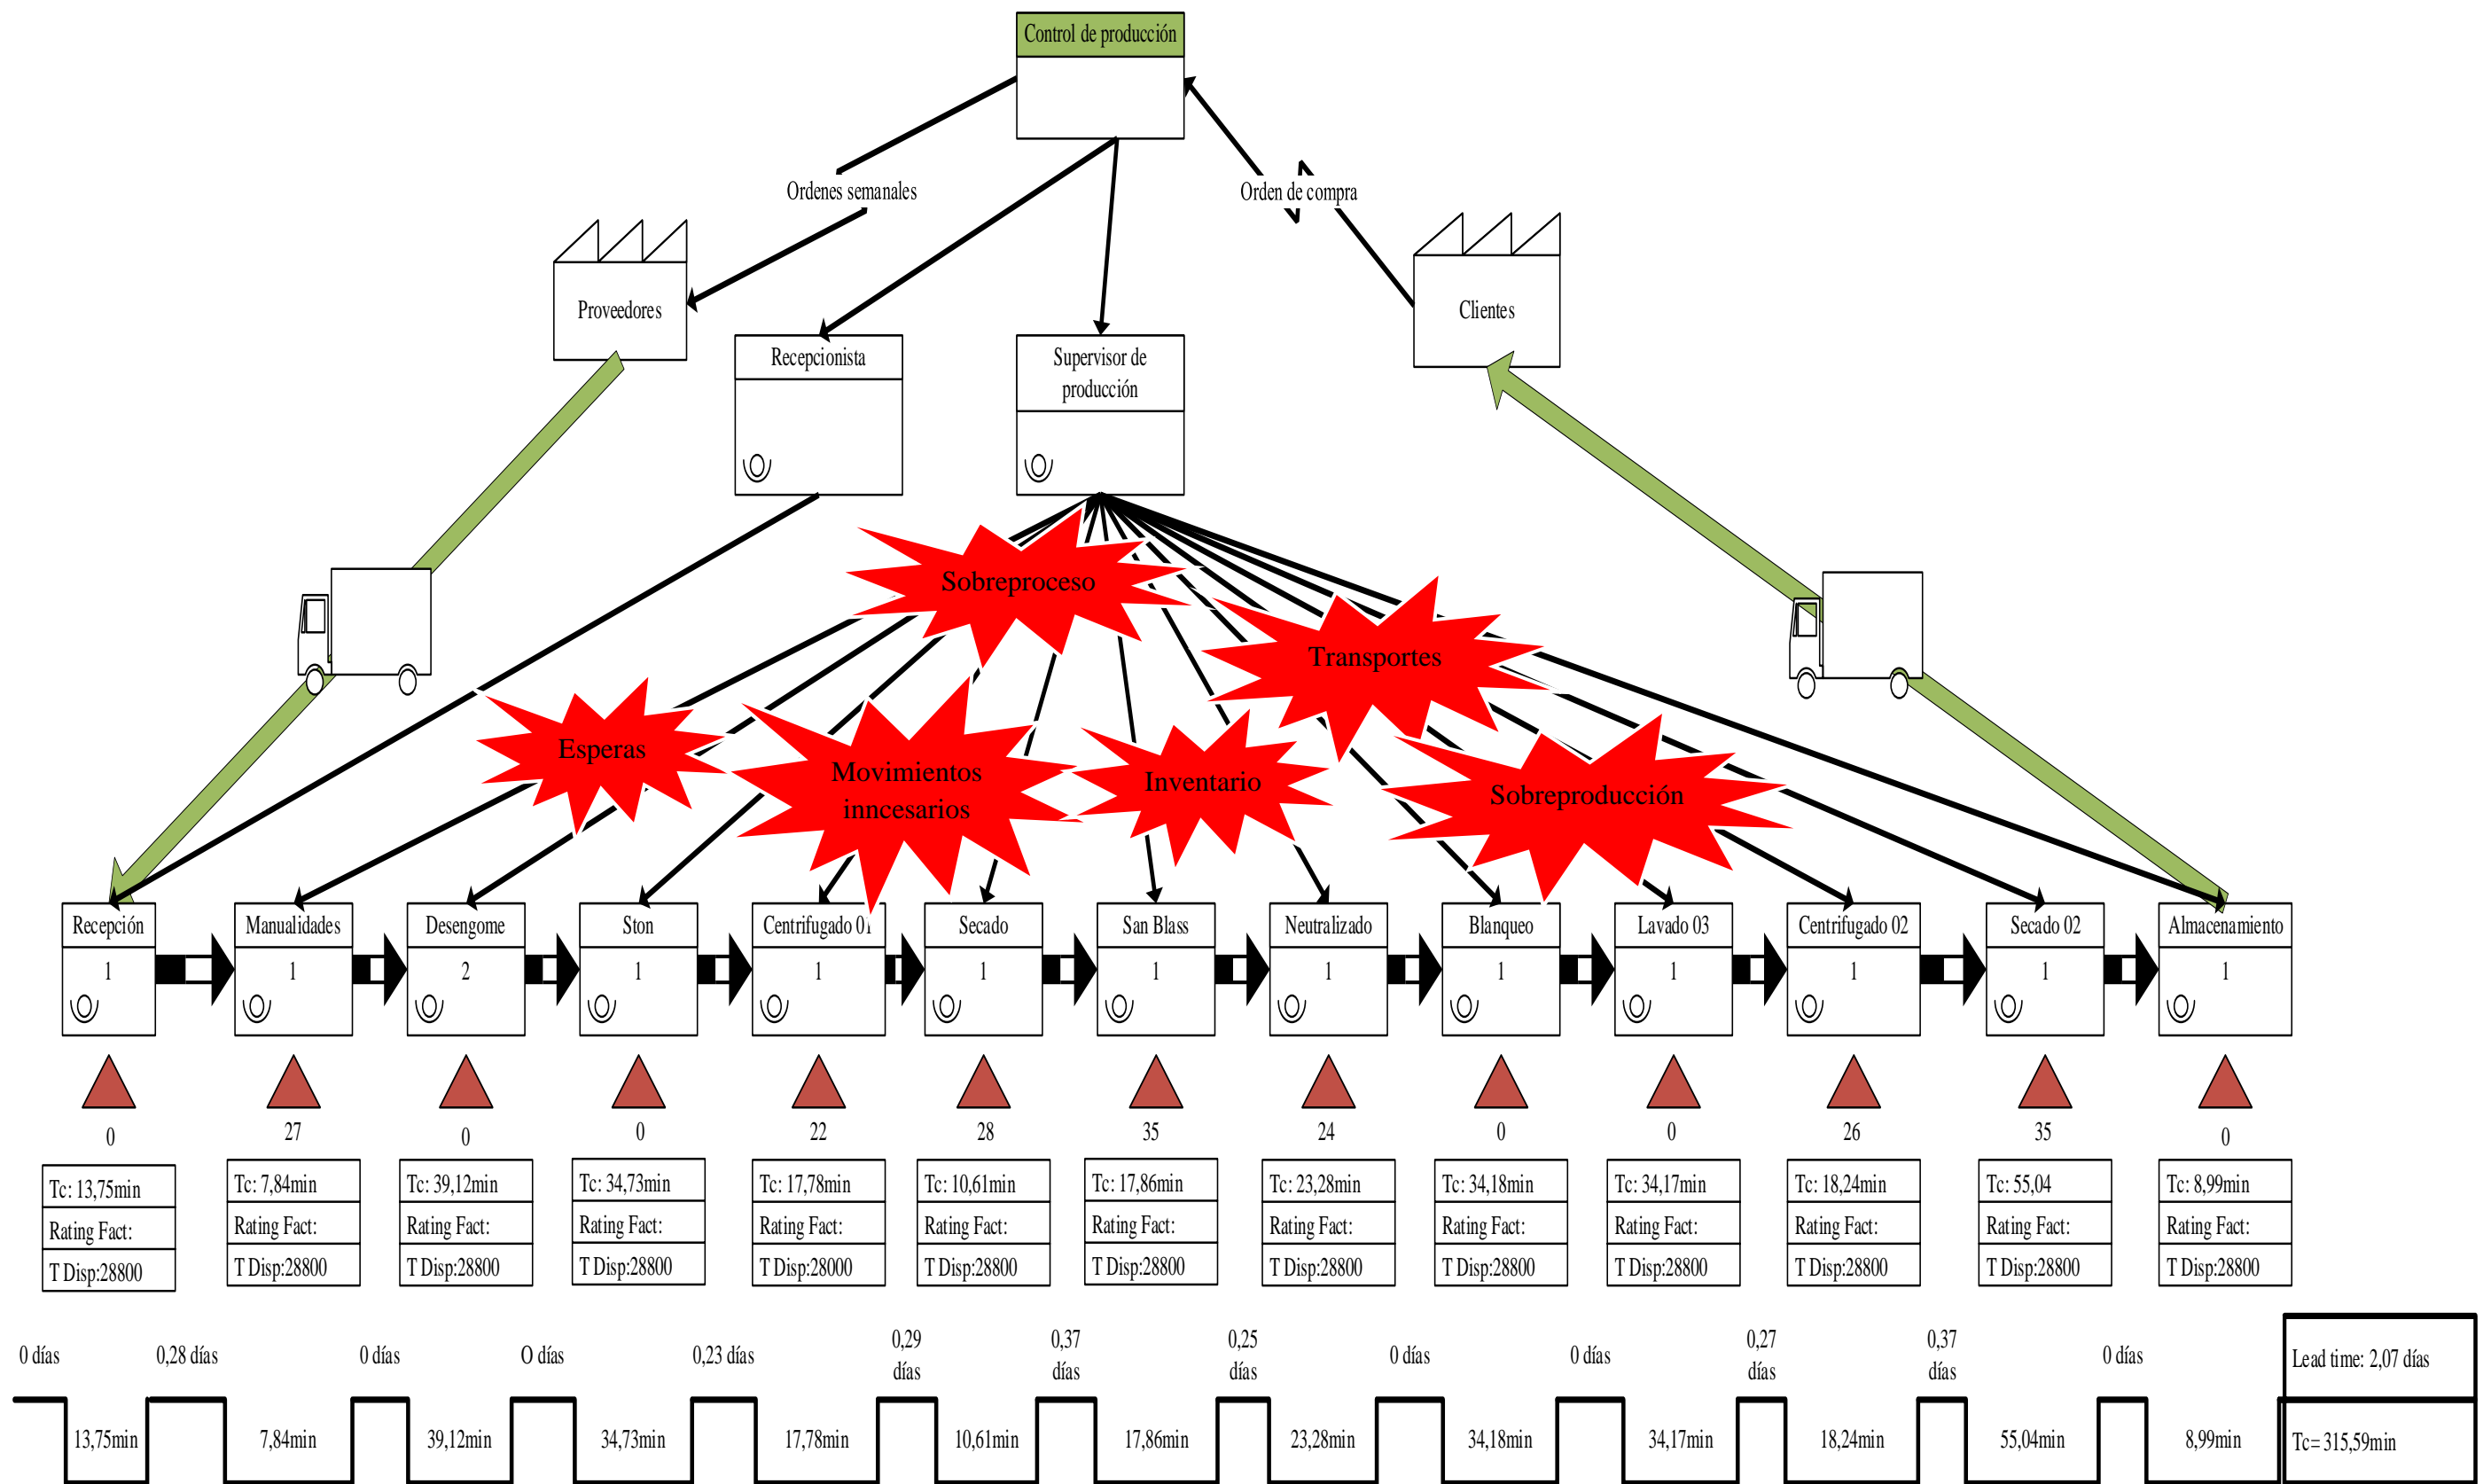 Control de producción
Ordenes semanales
Orden de compra
Proveedores
Clientes
Recepcionista
Supervisor de
producción
Sobreproceso
Transportes
Esperas
Movimientos
inncesarios
Inventario
Sobreproducción
Recepción
1
Manualidades
1
Desengome
2
Ston
1
Centrifugado 01
1
Secado
1
San Blass
1
Neutralizado
1
Blanqueo
1
Lavado 03
1
Centrifugado 02
1
Secado 02
1
Almacenamiento
1
0
27
0
0
22
28
35
24
0
0
26
35
0
Tc: 13,75min
Rating Fact:
T Disp:28800
Tc: 7,84min
Rating Fact:
T Disp:28800
Tc: 39,12min
Rating Fact:
T Disp:28800
Tc: 34,73min
Rating Fact:
T Disp:28800
Tc: 17,78min
Rating Fact:
T Disp:28000
Tc: 10,61min
Rating Fact:
T Disp:28800
Tc: 17,86min
Rating Fact:
T Disp:28800
Tc: 23,28min
Rating Fact:
T Disp:28800
Tc: 34,18min
Rating Fact:
T Disp:28800
Tc: 34,17min
Rating Fact:
T Disp:28800
Tc: 18,24min
Rating Fact:
T Disp:28800
Tc: 55,04
Rating Fact:
T Disp:28800
Tc: 8,99min
Rating Fact:
T Disp:28800
0 días
0,28 días
0 días
O días
0,23 días
0,29
días
0,37
días
0,25
días
0 días
0 días
0,27
días
0,37
días
0 días
Lead time: 2,07 días
13,75min
7,84min
39,12min
34,73min
17,78min
10,61min
17,86min
23,28min
34,18min
34,17min
18,24min
55,04min
8,99min
Tc= 315,59min